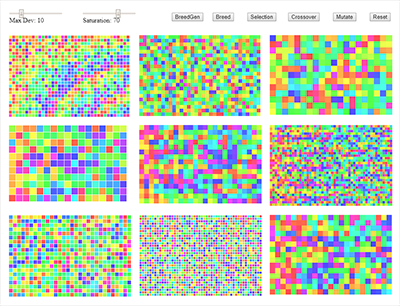 BreedGen Breed Selection Crossover Mutate Reset
Max Dev: 10 Saturation: 70